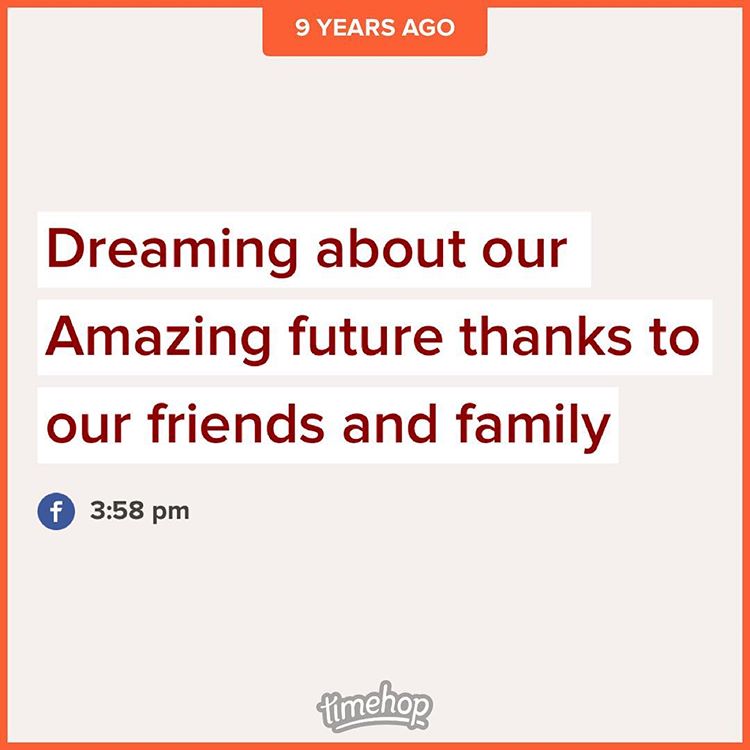 9 YEARS AGO
Dreaming about our
Amazing future thanks to
our friends and family
f 3:58 pm
timehop